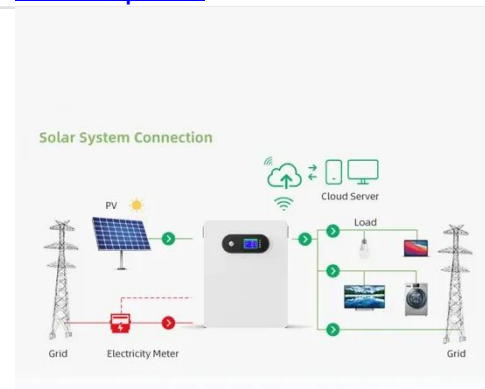 Solar System Connection
Cloud Server
PV
Load
Grid
Electricity Meter
Grid